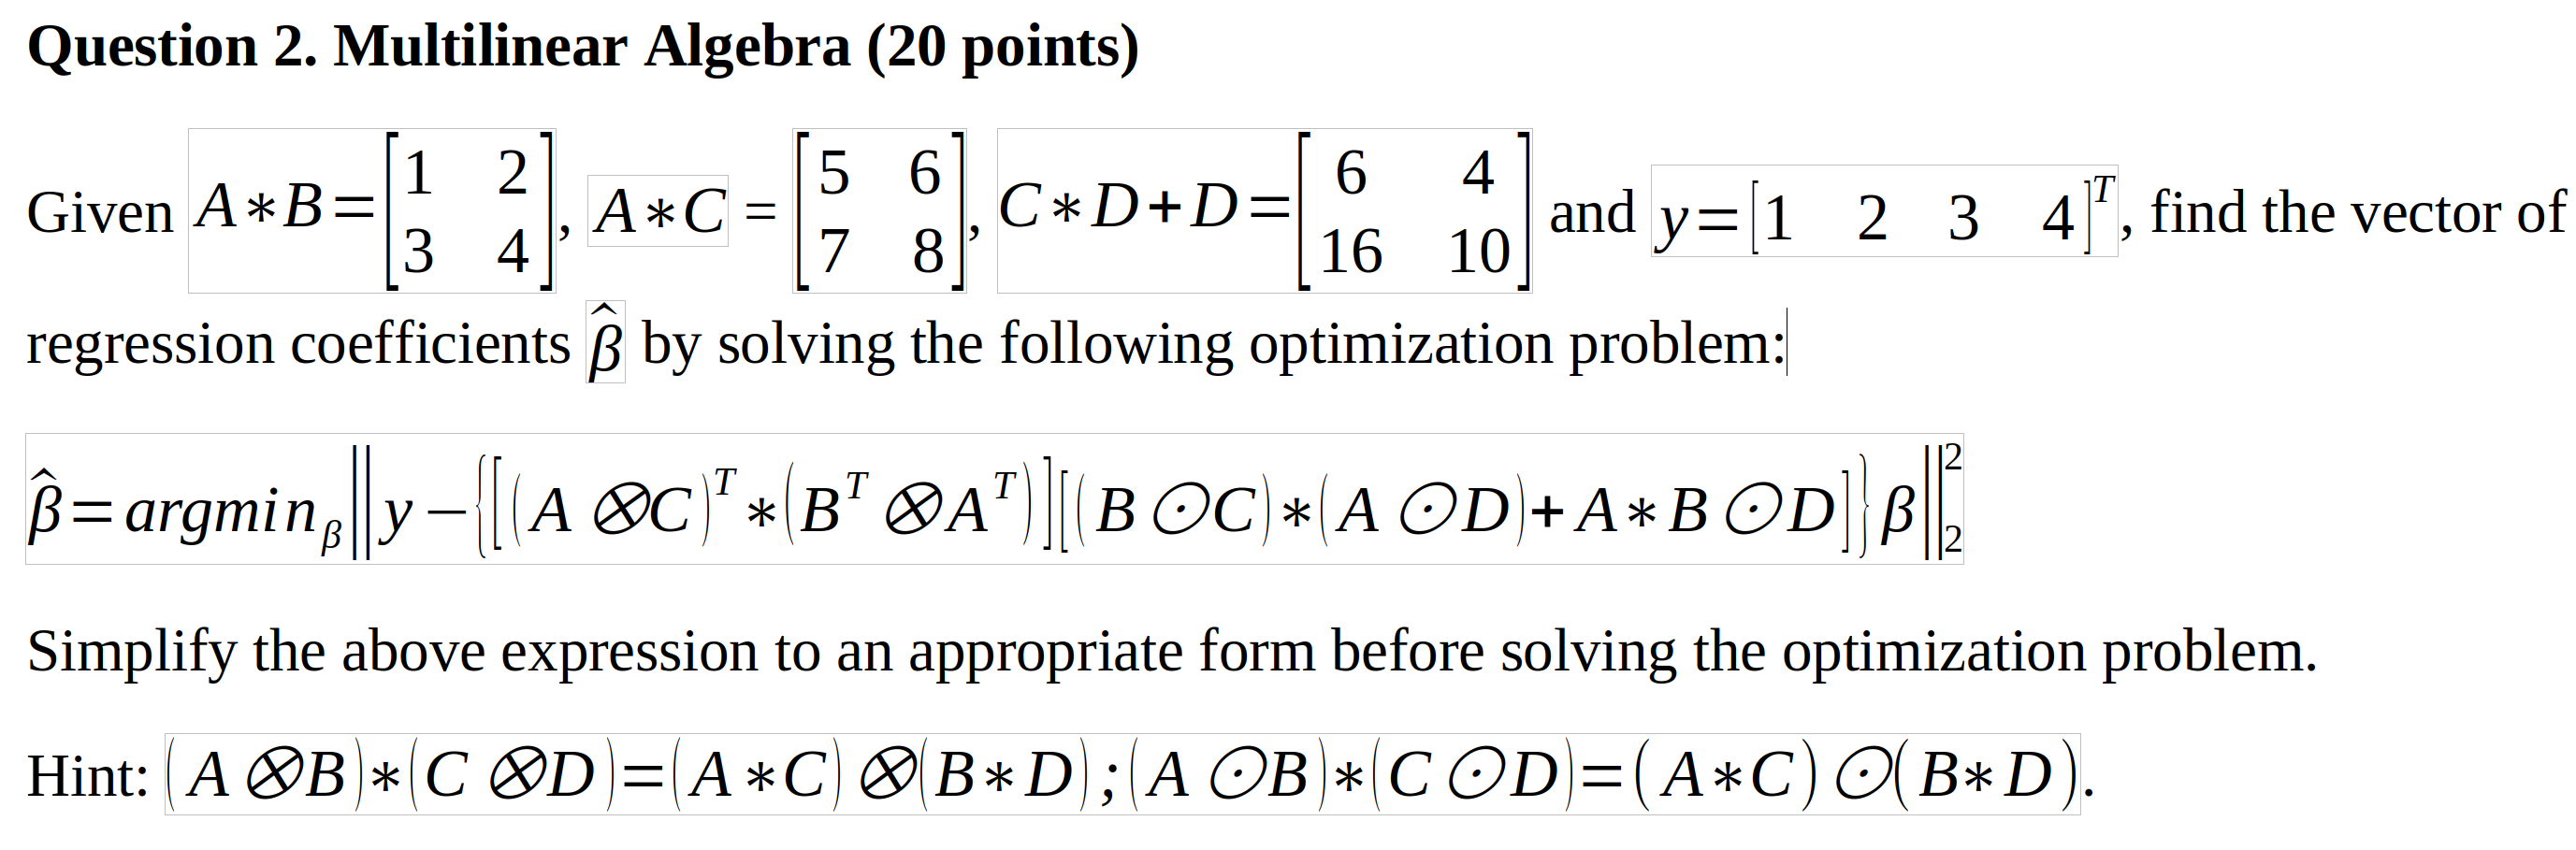 Question 2. Multilinear Algebra (20 points)
Given A∗B=[1 2; 3 4], A∗C = [5 6; 7 8], C∗D+D=[6 4; 16 10] and y=[1 2 3 4]^T, find the vector of
regression coefficients β̂ by solving the following optimization problem:
β̂=argmin_β‖y−{[(A⊗C)^T∗(B^T⊗A^T)][(B⊙C)∗(A⊙D)+A∗B⊙D]}β‖_2^2
Simplify the above expression to an appropriate form before solving the optimization problem.
Hint: (A⊗B)∗(C⊗D)=(A∗C)⊗(B∗D);(A⊙B)∗(C⊙D)=(A∗C)⊙(B∗D).